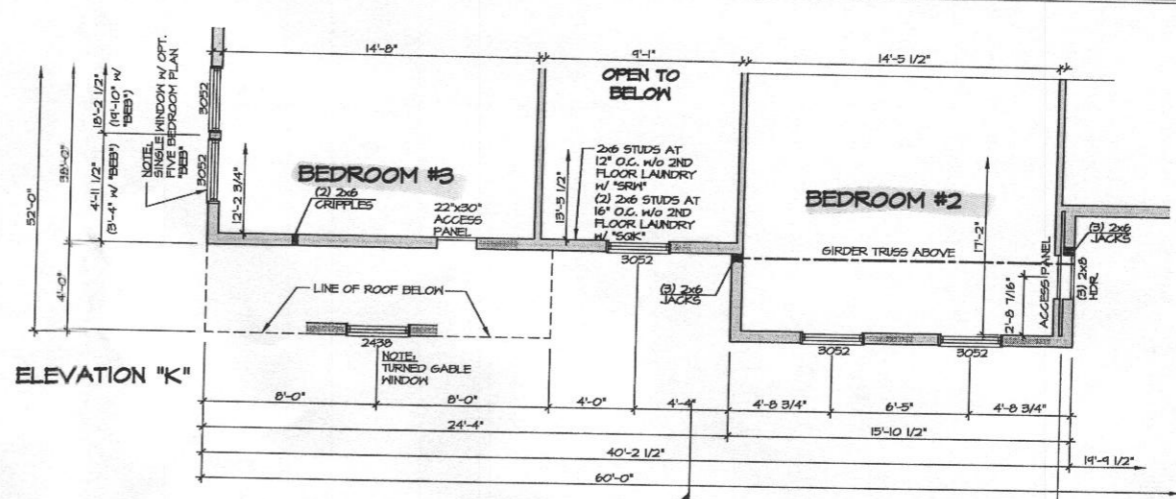 14'-8"
9'-1"
14'-5 1/2"
OPEN TO
BELOW
52'-0"
38'-0"
18'-2 1/2"
(19'-10" W/
"BEB")
4'-11 1/2"
(3'-4" W/ "BEB")
4'-0"
NOTE:
SINGLE WINDOW W/ OPT.
FIVE BEDROOM PLAN
"BEB"
3052
3052
12'-2 3/4"
BEDROOM #3
(2) 2x6
CRIPPLES
22"x30"
ACCESS
PANEL
13'-5 1/2"
2x6 STUDS AT
12" O.C. W/O 2ND
FLOOR LAUNDRY
W/ "SRW"
(2) 2x6 STUDS AT
16" O.C. W/O 2ND
FLOOR LAUNDRY
W/ "SGK"
3052
BEDROOM #2
17'-2"
GIRDER TRUSS ABOVE
(3) 2x6
JACKS
(3) 2x6
JACKS
2'-8 7/16"
ACCESS PANEL
(3) 2x8
HDR.
LINE OF ROOF BELOW
2438
NOTE:
TURNED GABLE
WINDOW
3052
3052
ELEVATION "K"
8'-0"
8'-0"
4'-0"
4'-4"
4'-8 3/4"
6'-5"
4'-8 3/4"
24'-4"
15'-10 1/2"
40'-2 1/2"
19'-9 1/2"
60'-0"